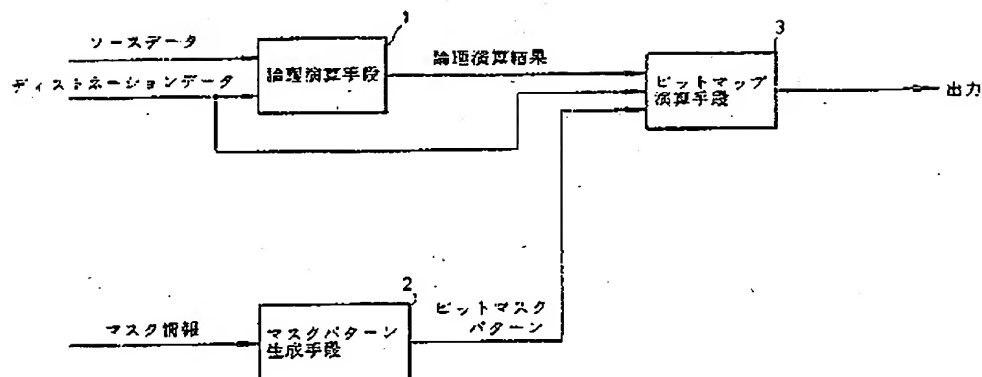 1
ソースデータ
論理演算手段
論理演算結果
ディストネーションデータ
3
ビットマップ
演算手段
出力
2
マスク情報
マスクパターン
生成手段
ビットマスク
パターン